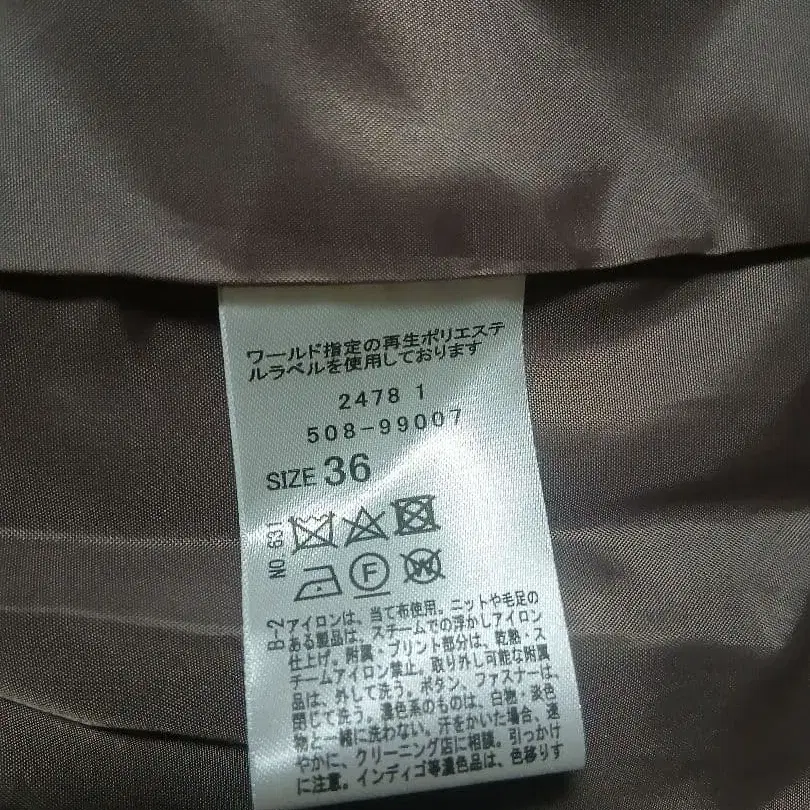 ワールド指定の再生ポリエステ
ルラベルを使用しております
2478 1
508-99007
SIZE 36
NO.631
F
W
B-2
アイロンは、当て布使用。ニットや毛足の
ある製品は、スチームでの浮かしアイロン
仕上げ。附属・プリント部分は、乾熱・ス
チームアイロン禁止。取り外し可能な附属
品は、外して洗う。ボタン、ファスナーは、
閉じて洗う。濃色系のものは、白物・淡色
物と一緒に洗わない。汗をかいた場合、速
やかに、クリーニング店に相談。引っかけ
に注意。インディゴ等濃色品は、色移りす